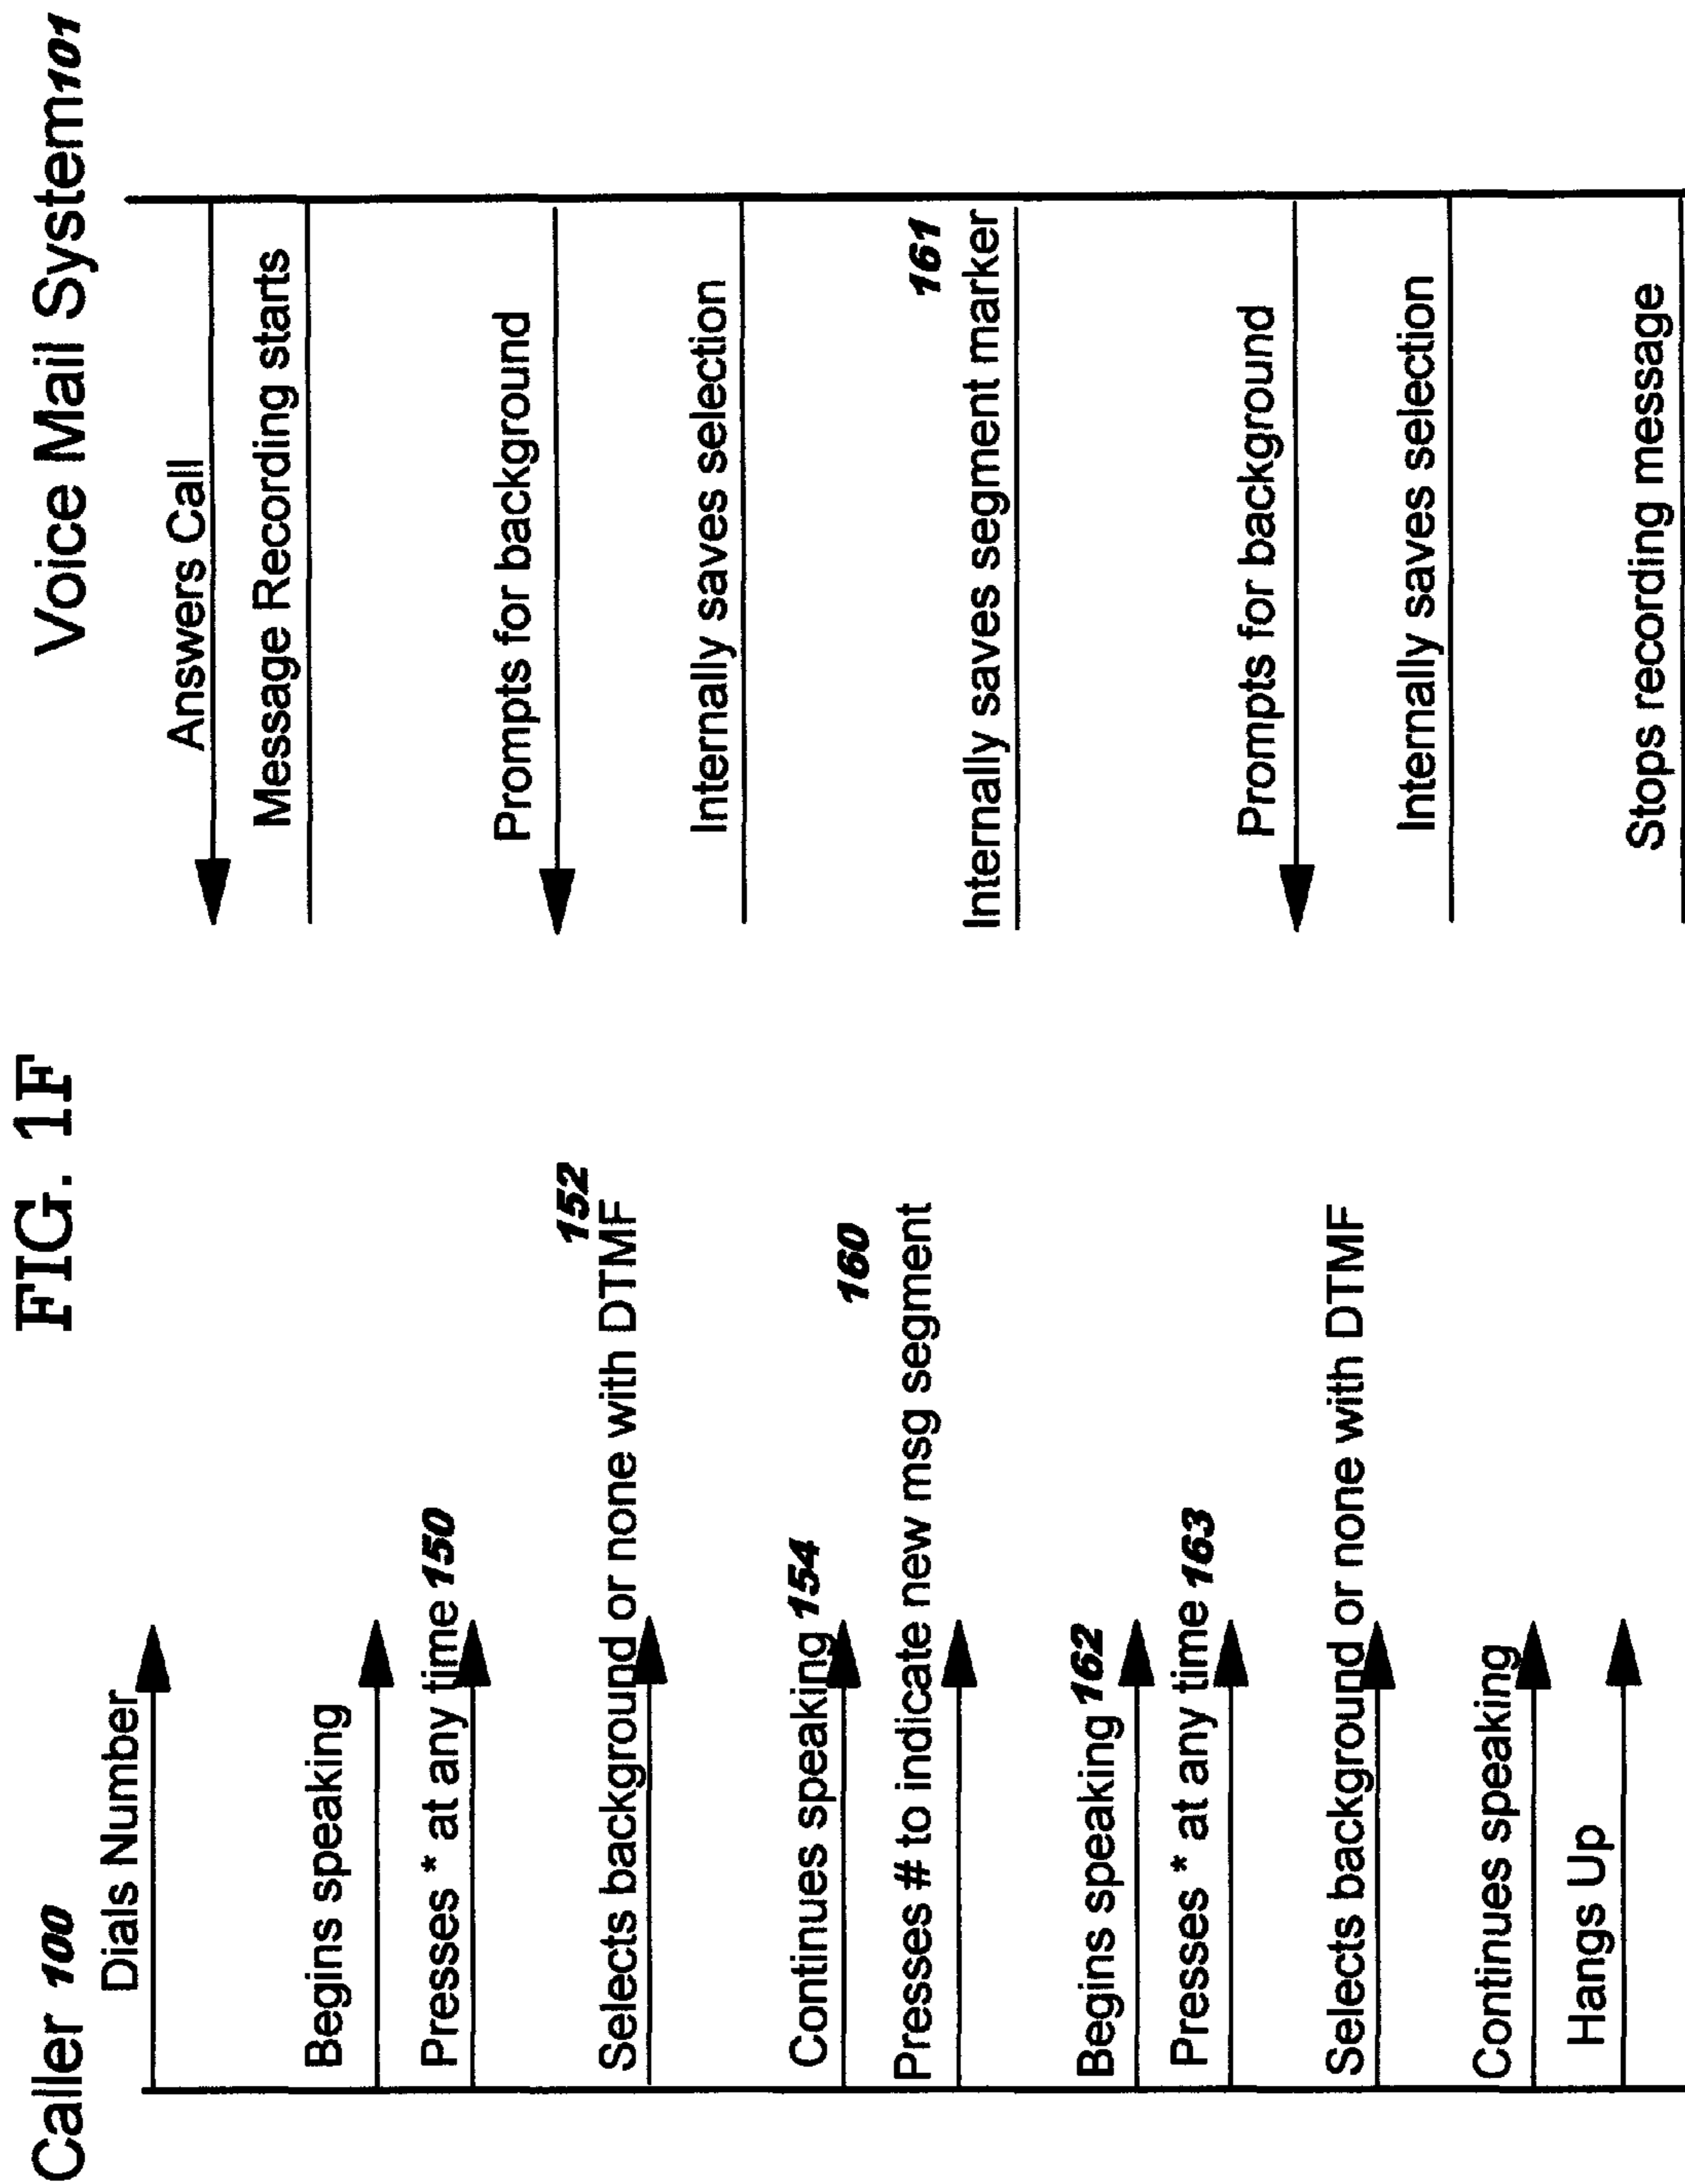 FIG. 1F
Caller 100
Voice Mail System 101
Dials Number
Answers Call
Message Recording starts
Begins speaking
Presses * at any time 150
Prompts for background
152
Selects background or none with DTMF
Internally saves selection
Continues speaking 154
160
Presses # to indicate new msg segment
161
Internally saves segment marker
Begins speaking 162
Presses * at any time 163
Prompts for background
Selects background or none with DTMF
Internally saves selection
Continues speaking
Hangs Up
Stops recording message